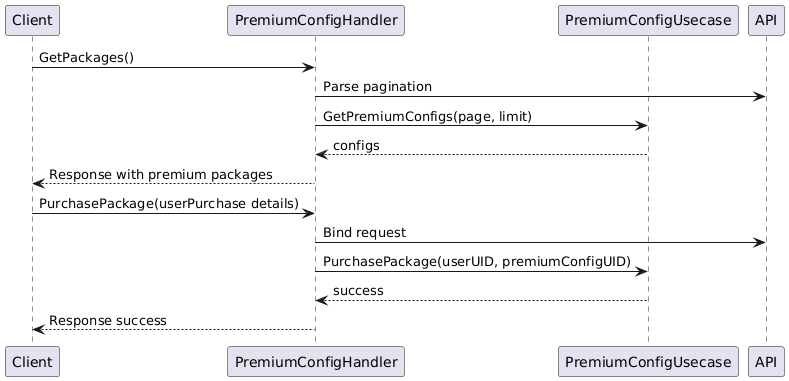 Client PremiumConfigHandler PremiumConfigUsecase API
GetPackages()
Parse pagination
GetPremiumConfigs(page, limit)
configs
Response with premium packages
PurchasePackage(userPurchase details)
Bind request
PurchasePackage(userUID, premiumConfigUID)
success
Response success
Client PremiumConfigHandler PremiumConfigUsecase API